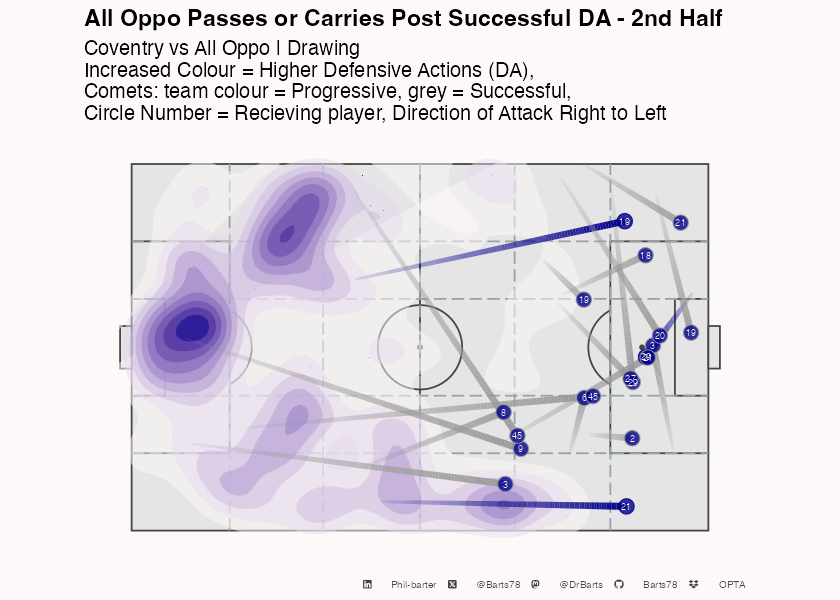 All Oppo Passes or Carries Post Successful DA - 2nd Half
Coventry vs All Oppo | Drawing
Increased Colour = Higher Defensive Actions (DA),
Comets: team colour = Progressive, grey = Successful,
Circle Number = Recieving player, Direction of Attack Right to Left
19
21
18
19
20
19
3
8
6
45
45
9
2
3
21
Phil-barter @Barts78 @DrBarts Barts78 OPTA